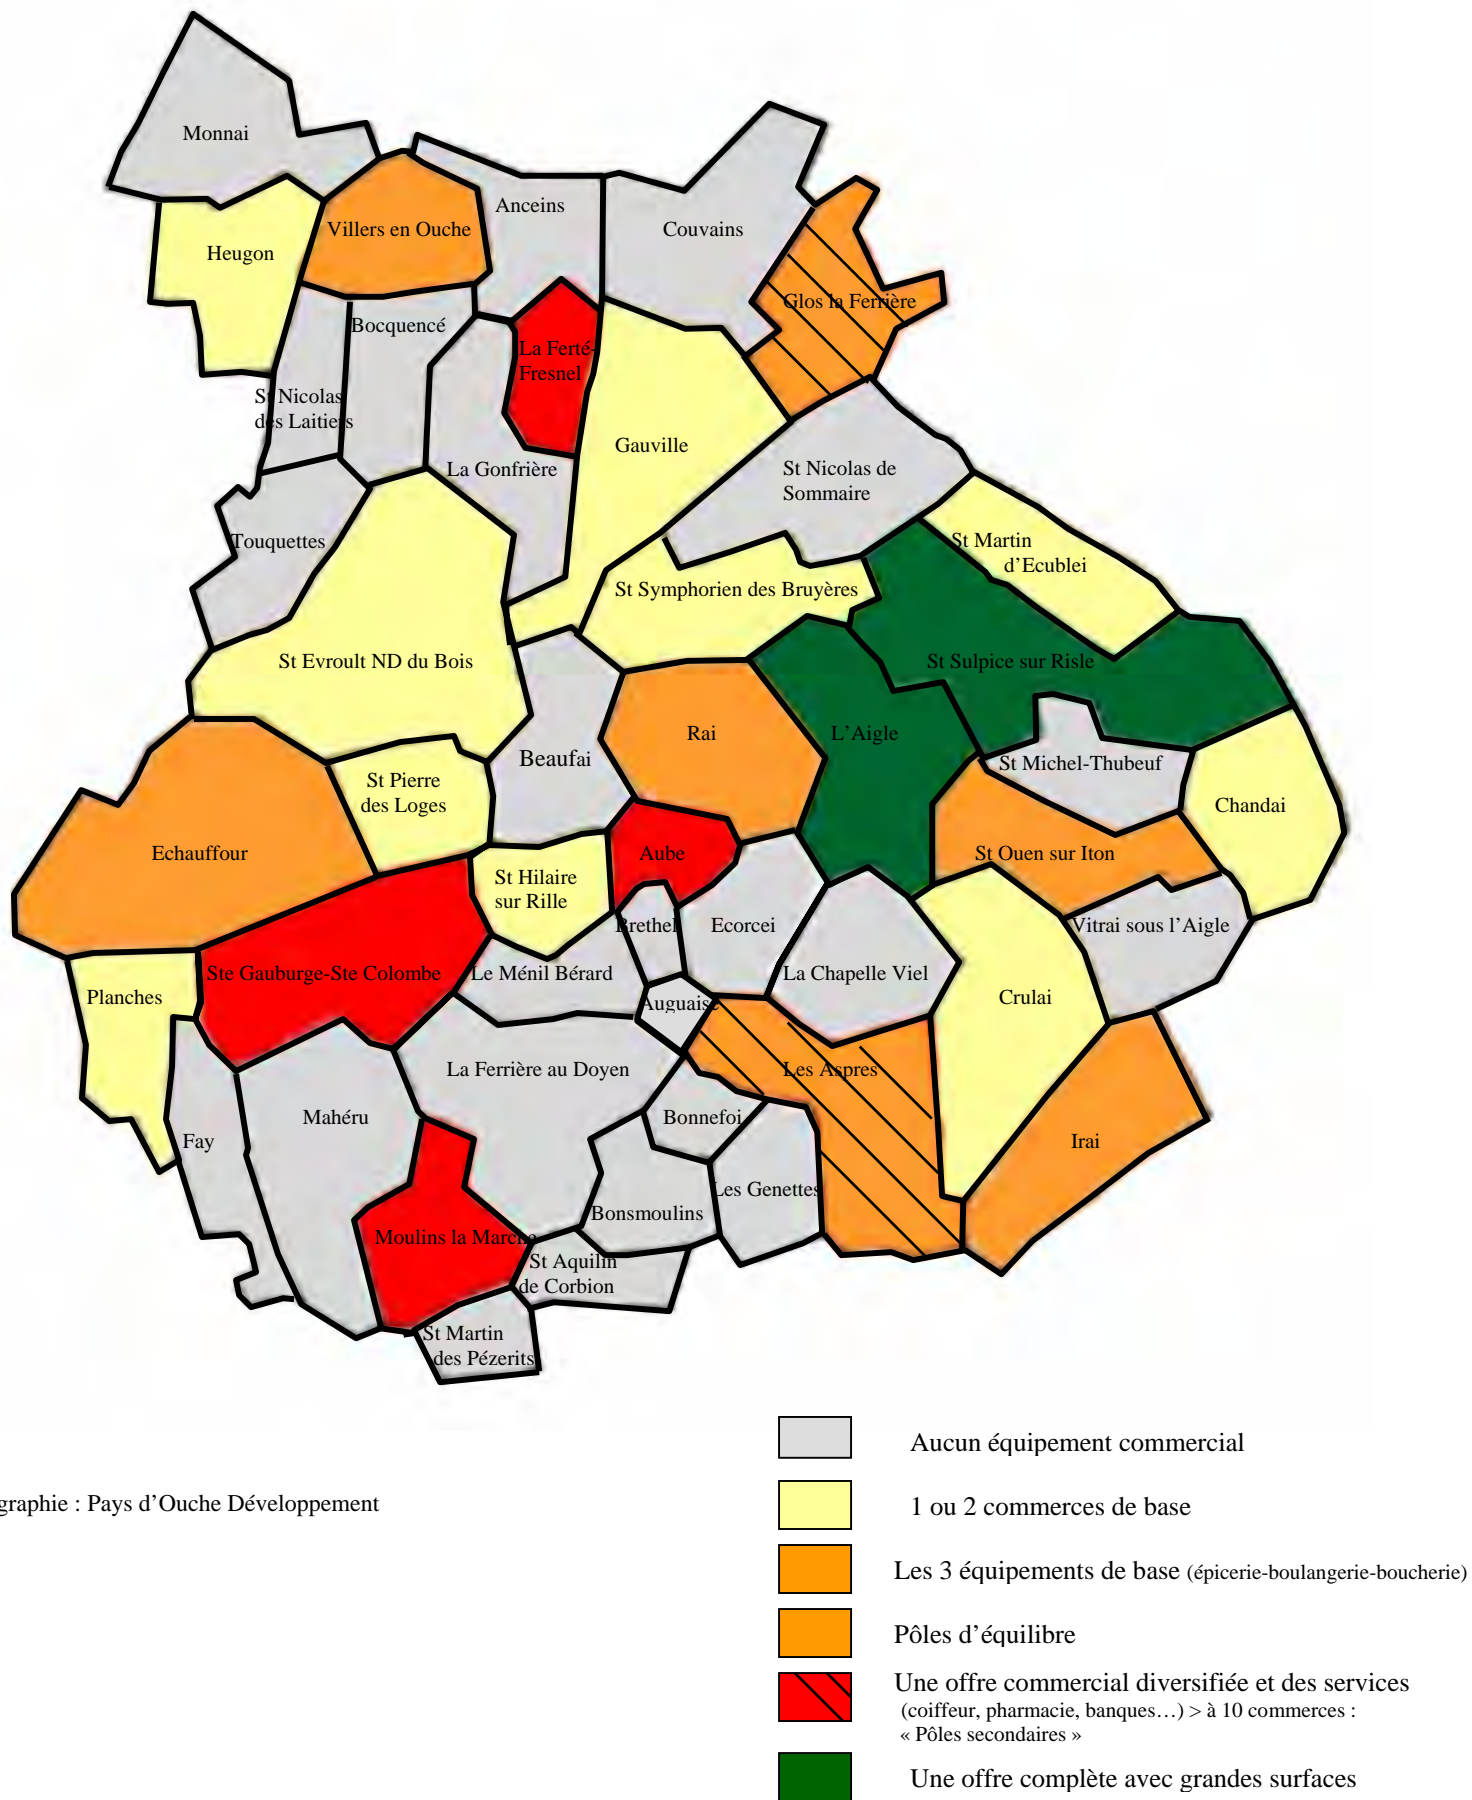 Monnai
Anceins
Villers en Ouche
Couvains
Heugon
Glos la Ferrière
Bocquencé
La Ferté-
Fresnel
St Nicolas
des Laitiers
Gauville
La Gonfrière
St Nicolas de
Sommaire
Touquettes
St Martin
d'Ecublei
St Symphorien des Bruyères
St Evroult ND du Bois
St Sulpice sur Risle
Rai
L'Aigle
Beaufai
St Michel-Thubeuf
St Pierre
des Loges
Chandai
Echauffour
Aube
St Ouen sur Iton
St Hilaire
sur Rille
Brethel
Ecorcei
Vitrai sous l'Aigle
Ste Gauburge-Ste Colombe
Le Ménil Bérard
La Chapelle Viel
Planches
Auguaise
Crulai
La Ferrière au Doyen
Les Aspres
Mahéru
Bonnefoi
Fay
Irai
Les Genettes
Bonsmoulins
Moulins la Marche
St Aquilin
de Corbion
St Martin
des Pézerits
Aucun équipement commercial
graphie : Pays d'Ouche Développement
1 ou 2 commerces de base
Les 3 équipements de base (épicerie-boulangerie-boucherie)
Pôles d'équilibre
Une offre commercial diversifiée et des services
(coiffeur, pharmacie, banques…) > à 10 commerces :
« Pôles secondaires »
Une offre complète avec grandes surfaces